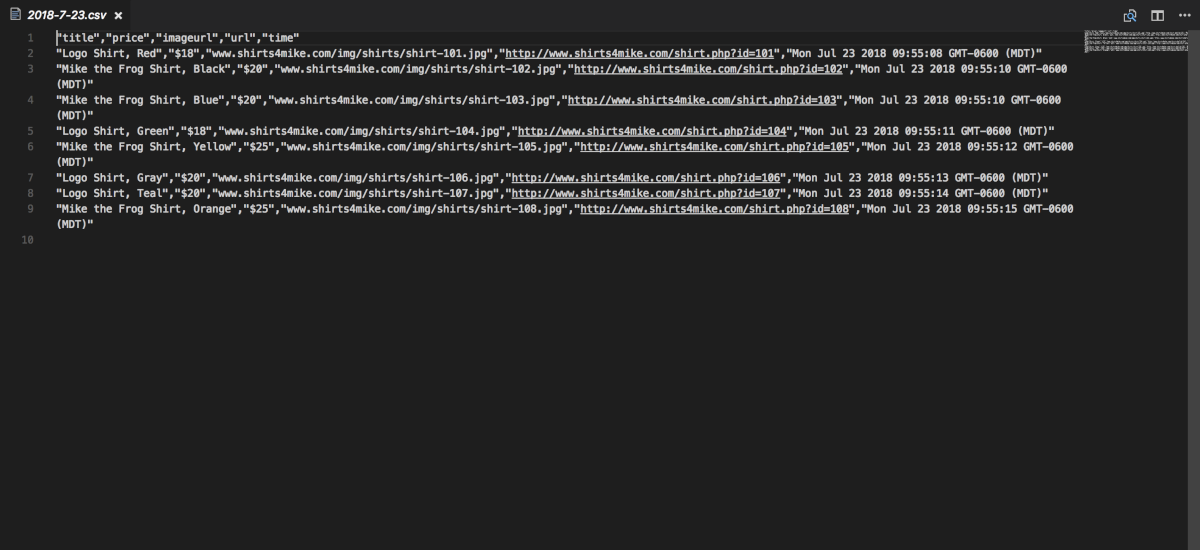 2018-7-23.csv
1 "title","price","imageurl","url","time"
2 "Logo Shirt, Red","$18","www.shirts4mike.com/img/shirts/shirt-101.jpg","http://www.shirts4mike.com/shirt.php?id=101","Mon Jul 23 2018 09:55:08 GMT-0600 (MDT)"
3 "Mike the Frog Shirt, Black","$20","www.shirts4mike.com/img/shirts/shirt-102.jpg","http://www.shirts4mike.com/shirt.php?id=102","Mon Jul 23 2018 09:55:10 GMT-0600
(MDT)"
4 "Mike the Frog Shirt, Blue","$20","www.shirts4mike.com/img/shirts/shirt-103.jpg","http://www.shirts4mike.com/shirt.php?id=103","Mon Jul 23 2018 09:55:10 GMT-0600
(MDT)"
5 "Logo Shirt, Green","$18","www.shirts4mike.com/img/shirts/shirt-104.jpg","http://www.shirts4mike.com/shirt.php?id=104","Mon Jul 23 2018 09:55:11 GMT-0600 (MDT)"
6 "Mike the Frog Shirt, Yellow","$25","www.shirts4mike.com/img/shirts/shirt-105.jpg","http://www.shirts4mike.com/shirt.php?id=105","Mon Jul 23 2018 09:55:12 GMT-0600
(MDT)"
7 "Logo Shirt, Gray","$20","www.shirts4mike.com/img/shirts/shirt-106.jpg","http://www.shirts4mike.com/shirt.php?id=106","Mon Jul 23 2018 09:55:13 GMT-0600 (MDT)"
8 "Logo Shirt, Teal","$20","www.shirts4mike.com/img/shirts/shirt-107.jpg","http://www.shirts4mike.com/shirt.php?id=107","Mon Jul 23 2018 09:55:14 GMT-0600 (MDT)"
9 "Mike the Frog Shirt, Orange","$25","www.shirts4mike.com/img/shirts/shirt-108.jpg","http://www.shirts4mike.com/shirt.php?id=108","Mon Jul 23 2018 09:55:15 GMT-0600
(MDT)"
10